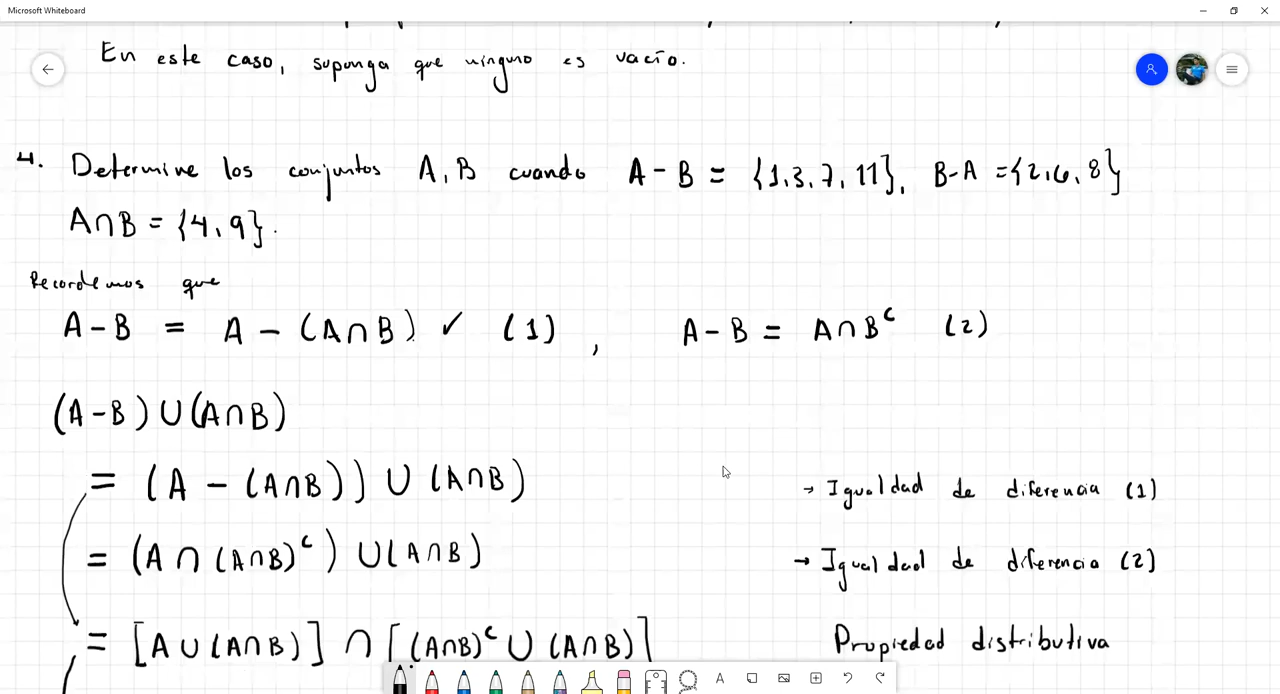 Microsoft Whiteboard
En este caso, suponga que ninguno es vacío.
4. Determine los conjuntos A, B cuando A - B = {1, 3, 7, 11}, B-A = {2, 6, 8}
A∩B = {4, 9}.
Recordemos que
A - B = A - (A∩B) ✓ (1) , A - B = A∩B^c (2)
(A-B) ∪ (A∩B)
= (A - (A∩B)) ∪ (A∩B) → Igualdad de diferencia (1)
= (A ∩ (A∩B)^c) ∪ (A∩B) → Igualdad de diferencia (2)
= [A ∪ (A∩B)] ∩ [(A∩B)^c ∪ (A∩B)] Propiedad distributiva
A